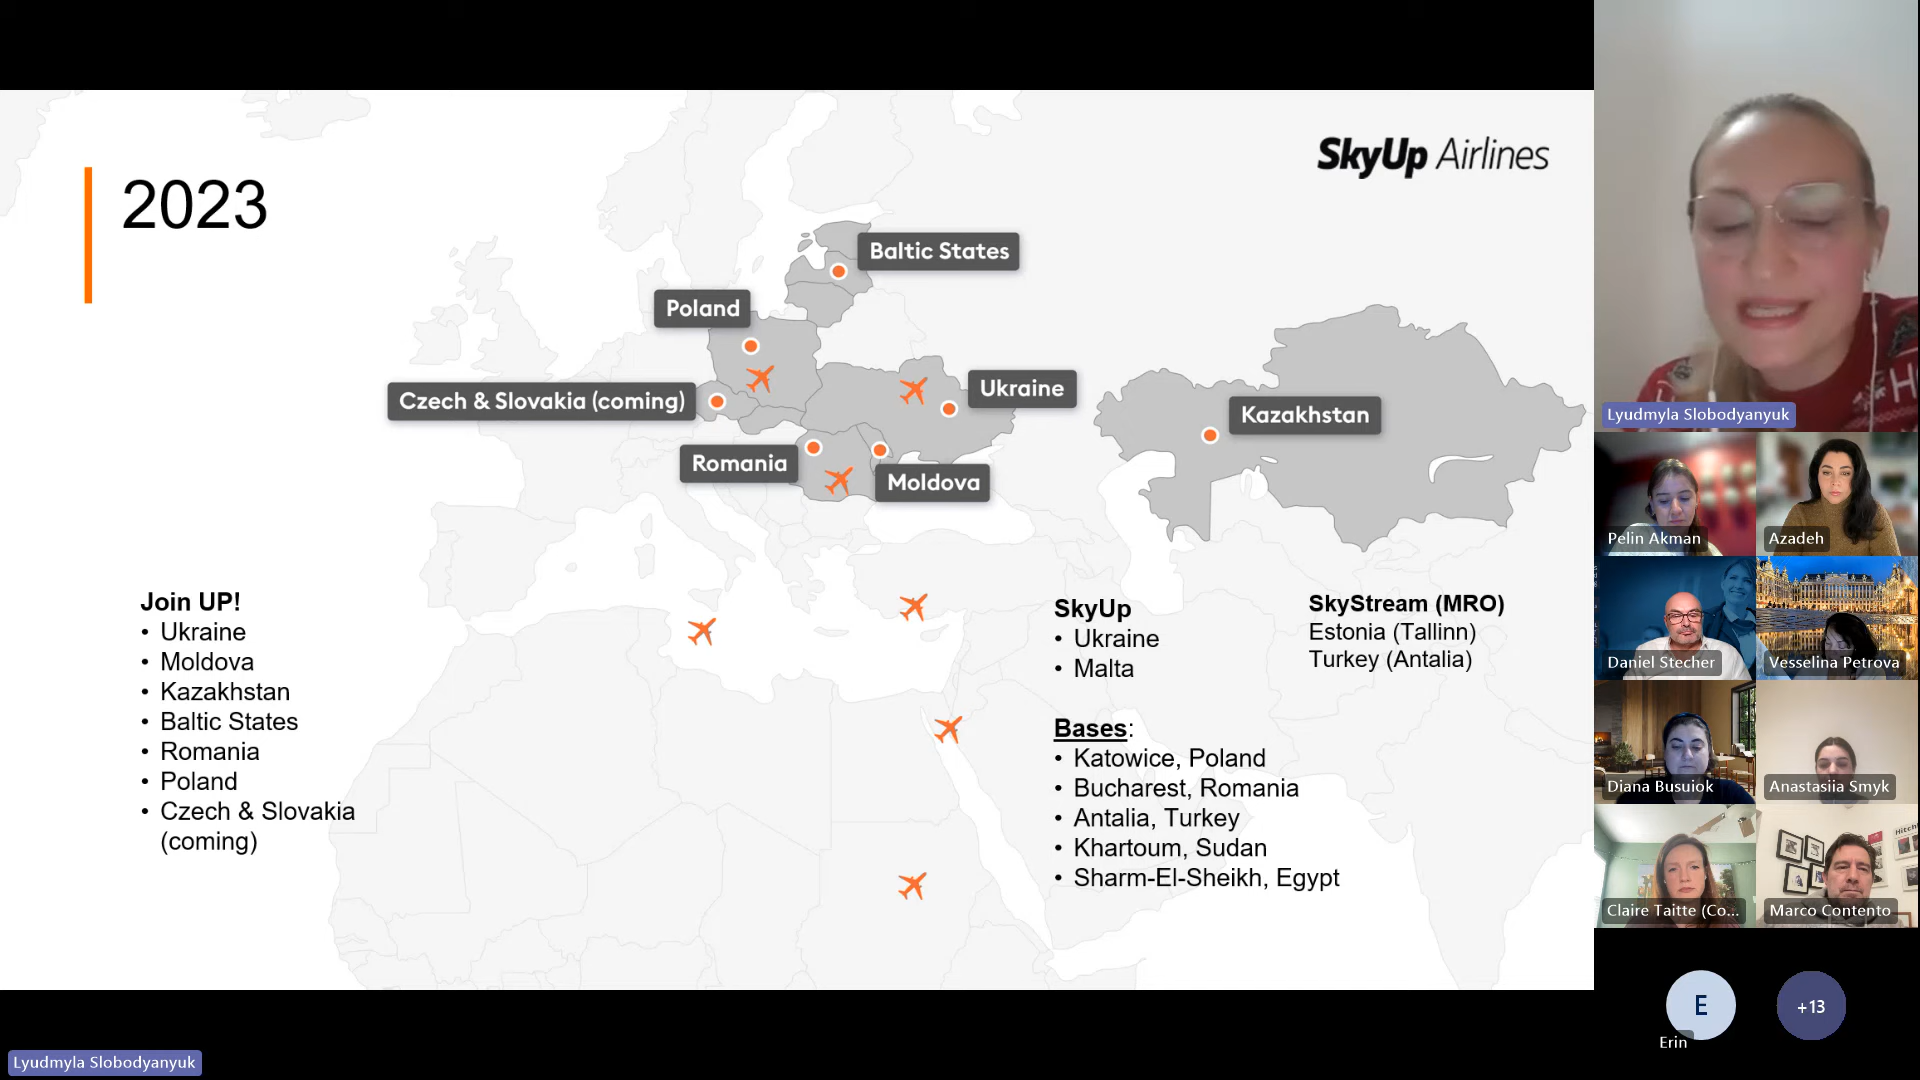 2023
SkyUp Airlines
Baltic States
Poland
Ukraine
Czech & Slovakia (coming)
Kazakhstan
Romania
Moldova
Join UP!
• Ukraine
• Moldova
• Kazakhstan
• Baltic States
• Romania
• Poland
• Czech & Slovakia
(coming)
SkyUp
• Ukraine
• Malta
Bases:
• Katowice, Poland
• Bucharest, Romania
• Antalia, Turkey
• Khartoum, Sudan
• Sharm-El-Sheikh, Egypt
SkyStream (MRO)
Estonia (Tallinn)
Turkey (Antalia)
Lyudmyla Slobodyanyuk
Pelin Akman
Azadeh
Daniel Stecher
Vesselina Petrova
Diana Busuiok
Anastasiia Smyk
Claire Taitte (Co...
Marco Contento
E
Erin
+13
Lyudmyla Slobodyanyuk